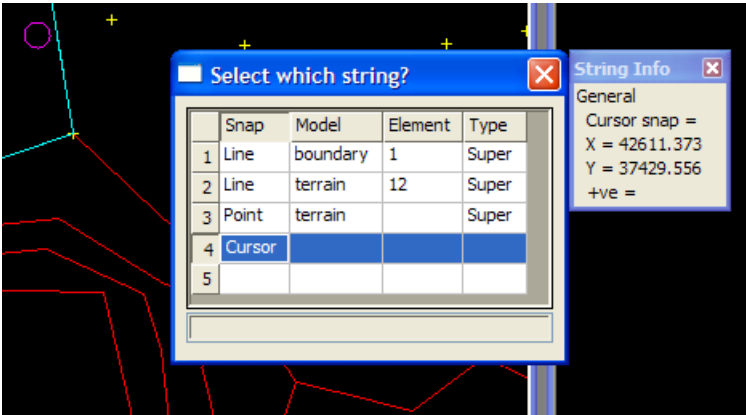 Select which string?
Snap Model Element Type
1 Line boundary 1 Super
2 Line terrain 12 Super
3 Point terrain Super
4 Cursor
5
String Info
General
Cursor snap =
X = 42611.373
Y = 37429.556
+ve =